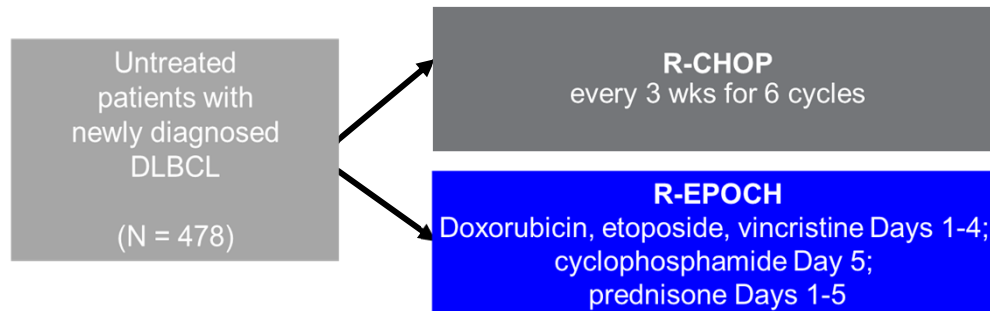 Untreated
patients with
newly diagnosed
DLBCL
(N = 478)
R-CHOP
every 3 wks for 6 cycles
R-EPOCH
Doxorubicin, etoposide, vincristine Days 1-4;
cyclophosphamide Day 5;
prednisone Days 1-5